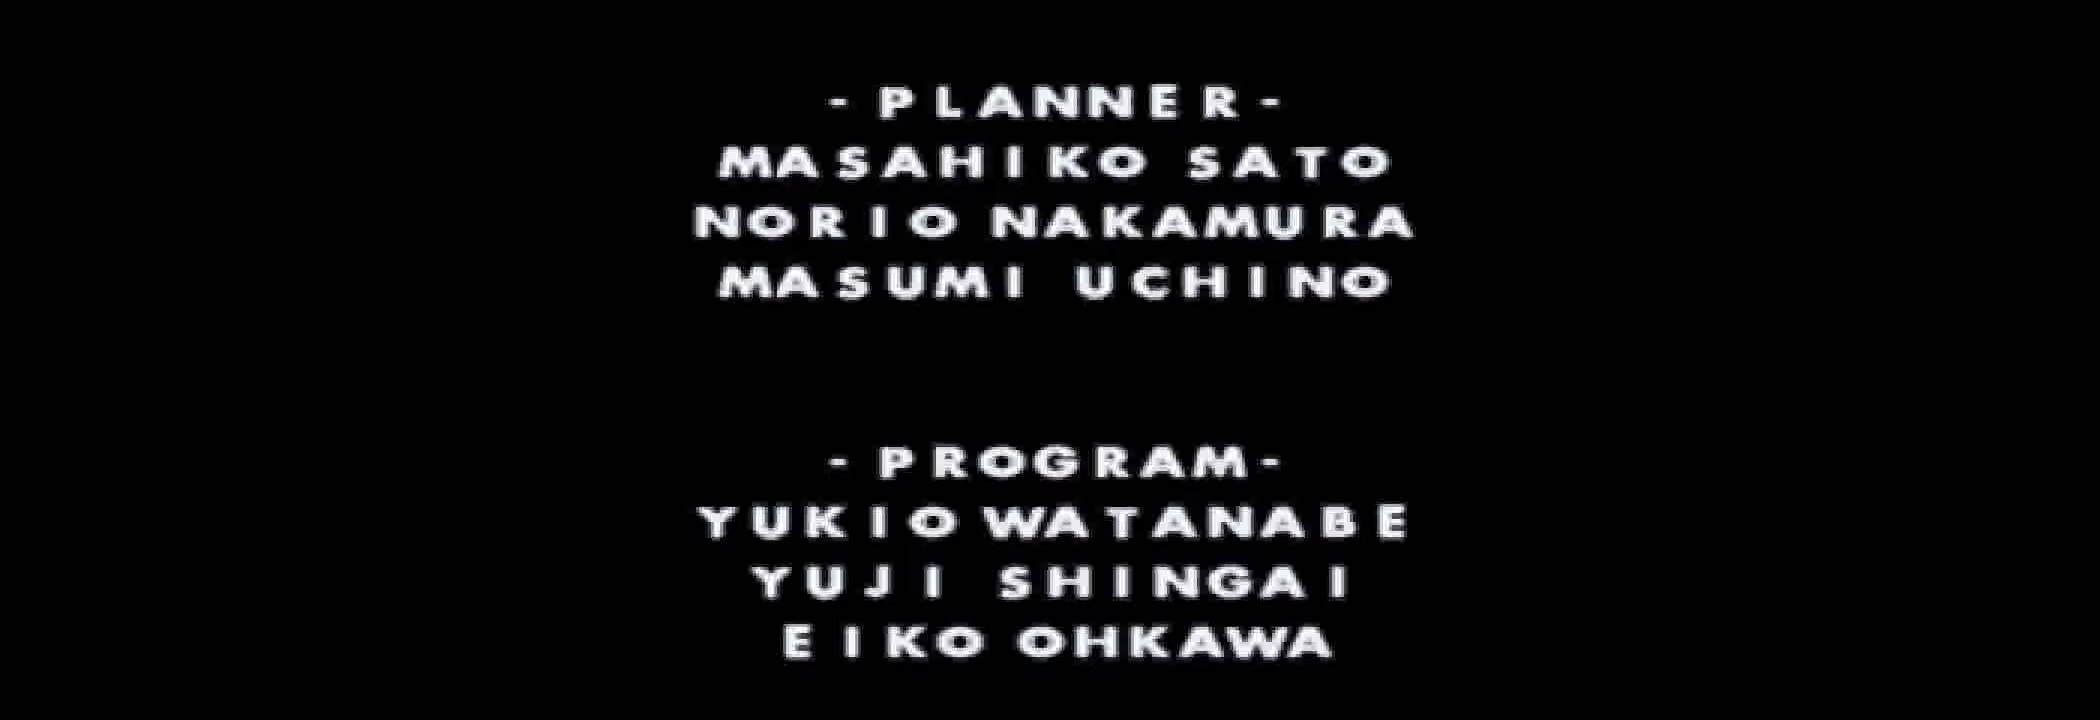 - PLANNER -
MASAHIKO SATO
NORIO NAKAMURA
MASUMI UCHINO
- PROGRAM -
YUKIO WATANABE
YUJI SHINGAI
EIKO OHKAWA